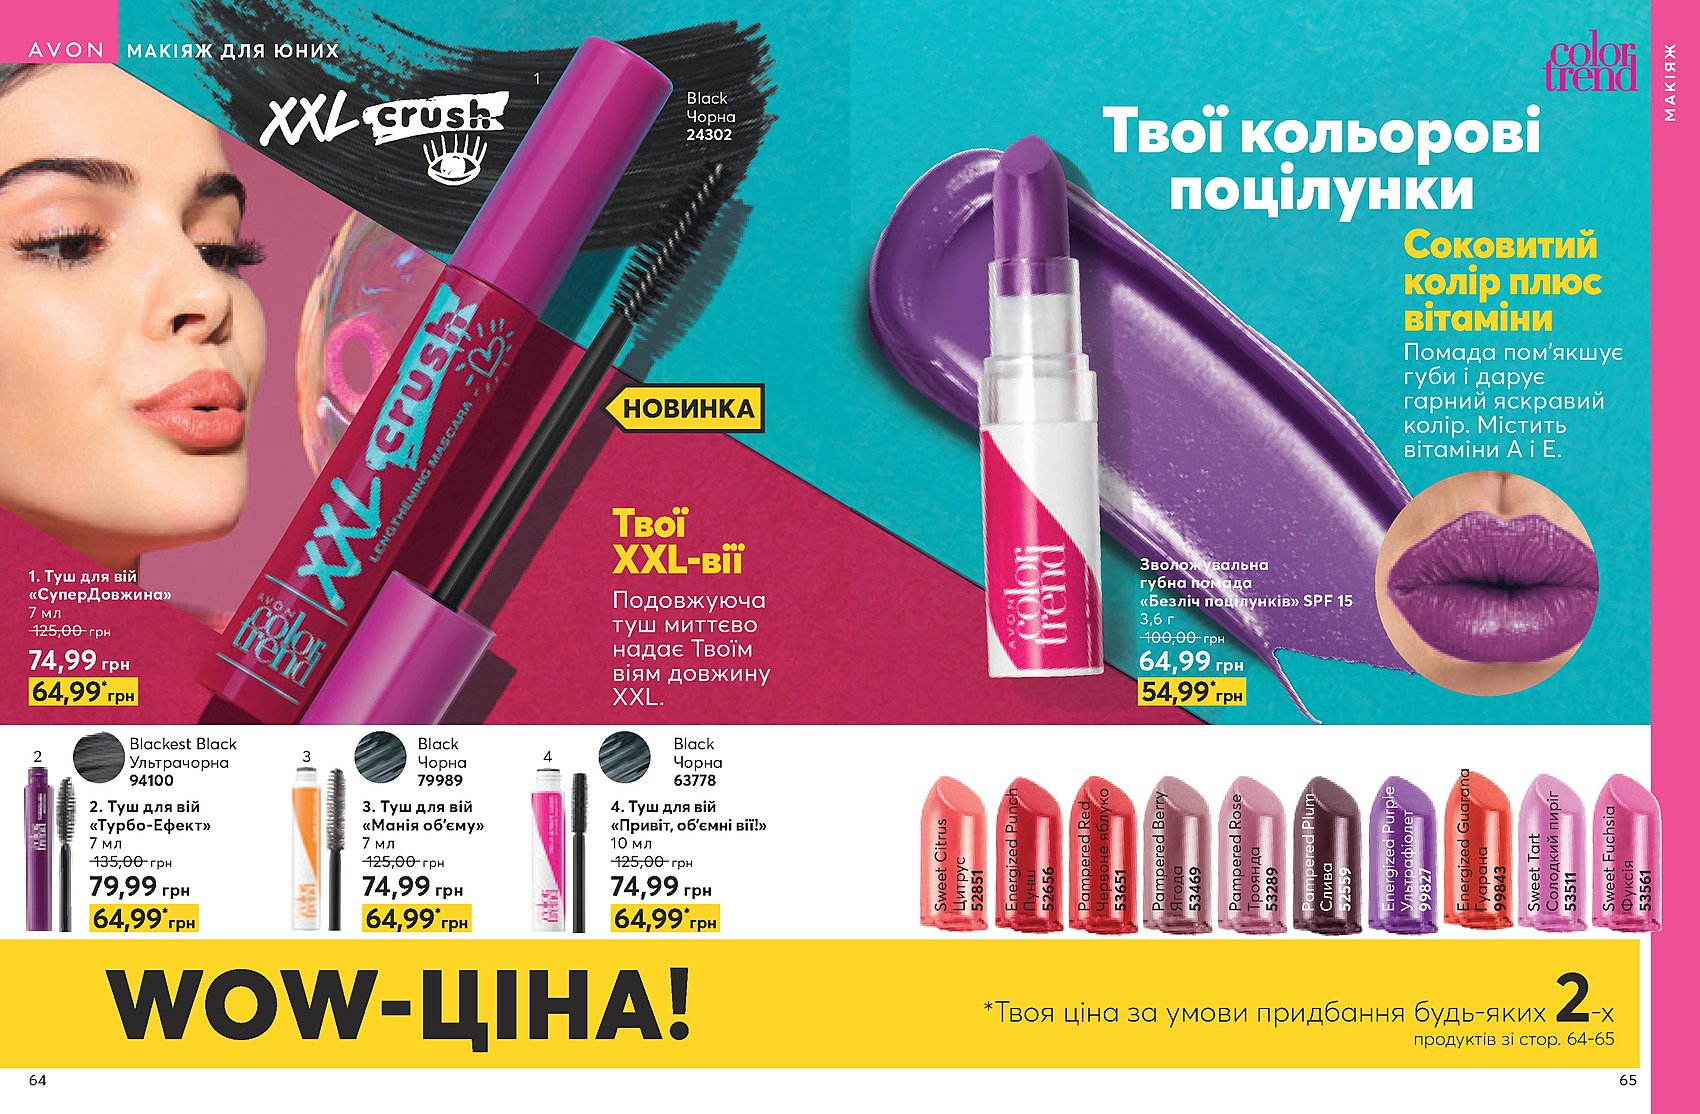 AVON
МАКІЯЖ ДЛЯ ЮНИХ
XXL crush
1
Black
Чорна
24302
XXL crush
LENGTHENING MASCARA
AVON
color
trend
НОВИНКА
Твої
XXL-вії
Подовжуюча
туш миттєво
надає Твоїм
віям довжину
XXL.
1. Туш для вій
«СуперДовжина»
7 мл
125,00 грн
74,99 грн
64,99* грн
2
Blackest Black
Ультрачорна
94100
2. Туш для вій
«Турбо-Ефект»
7 мл
135,00 грн
79,99 грн
64,99* грн
3
Black
Чорна
79989
3. Туш для вій
«Манія об’єму»
7 мл
125,00 грн
74,99 грн
64,99* грн
4
Black
Чорна
63778
4. Туш для вій
«Привіт, об’ємні вії!»
10 мл
125,00 грн
74,99 грн
64,99* грн
color
trend
МАКІЯЖ
Твої кольорові
поцілунки
Соковитий
колір плюс
вітаміни
Помада пом’якшує
губи і дарує
гарний яскравий
колір. Містить
вітаміни А і Е.
AVON
color
trend
Зволожувальна
губна помада
«Безліч поцілунків» SPF 15
3,6 г
100,00 грн
64,99 грн
54,99* грн
Sweet Citrus
Цитрус
52851
Energized Punch
Пунш
52656
Pampered Red
Червоне яблуко
53651
Pampered Berry
Ягода
53469
Pampered Rose
Троянда
53289
Pampered Plum
Слива
52559
Energized Purple
Ультрафіолет
99827
Energized Guarana
Гуарана
99843
Sweet Tart
Солодкий пиріг
53511
Sweet Fuchsia
Фуксія
53561
WOW-ЦІНА!
*Твоя ціна за умови придбання будь-яких 2-х
продуктів зі стор. 64-65
64
65